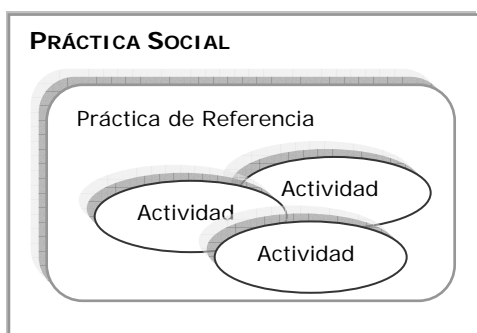 PRÁCTICA SOCIAL
Práctica de Referencia
Actividad
Actividad
Actividad